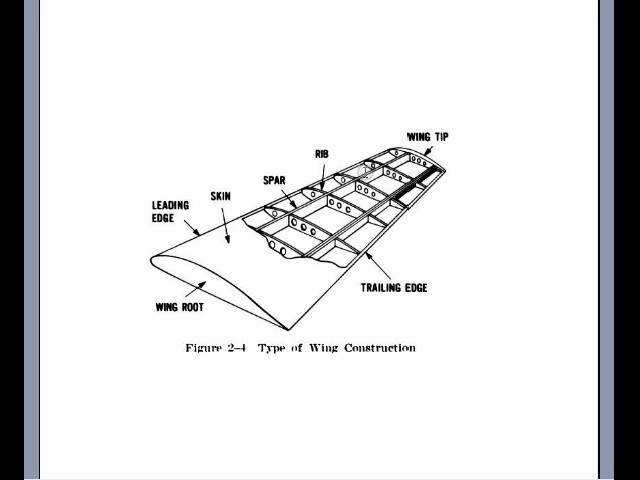 WING TIP
RIB
SPAR
SKIN
LEADING
EDGE
TRAILING EDGE
WING ROOT
Figure 2-4 Type of Wing Construction